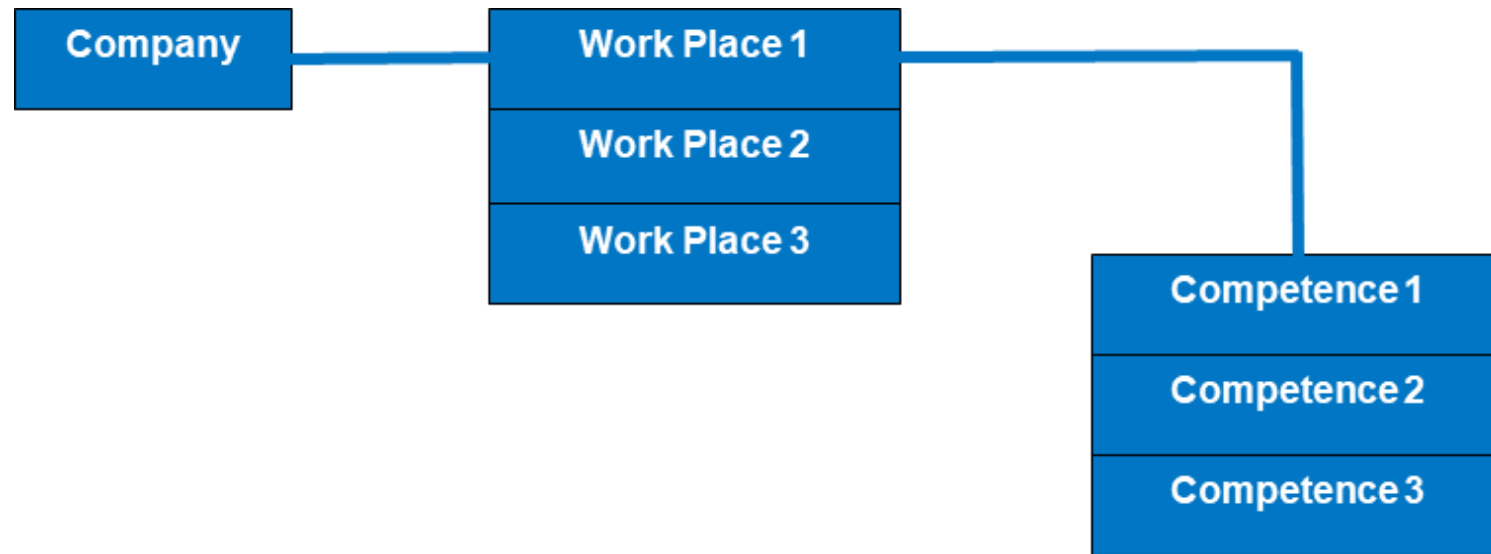 Company
Work Place 1
Work Place 2
Work Place 3
Competence 1
Competence 2
Competence 3